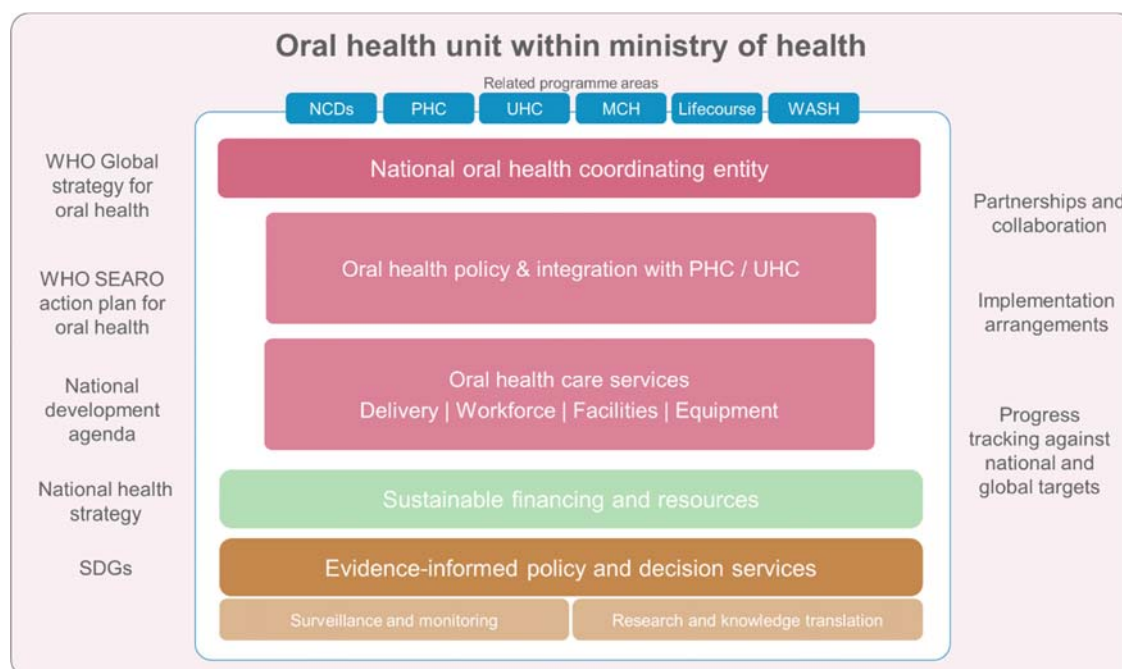 Oral health unit within ministry of health
Related programme areas
NCDs
PHC
UHC
MCH
Lifecourse
WASH
WHO Global
strategy for
oral health
WHO SEARO
action plan for
oral health
National
development
agenda
National health
strategy
SDGs
National oral health coordinating entity
Oral health policy & integration with PHC / UHC
Oral health care services
Delivery | Workforce | Facilities | Equipment
Sustainable financing and resources
Evidence-informed policy and decision services
Surveillance and monitoring
Research and knowledge translation
Partnerships and
collaboration
Implementation
arrangements
Progress
tracking against
national and
global targets